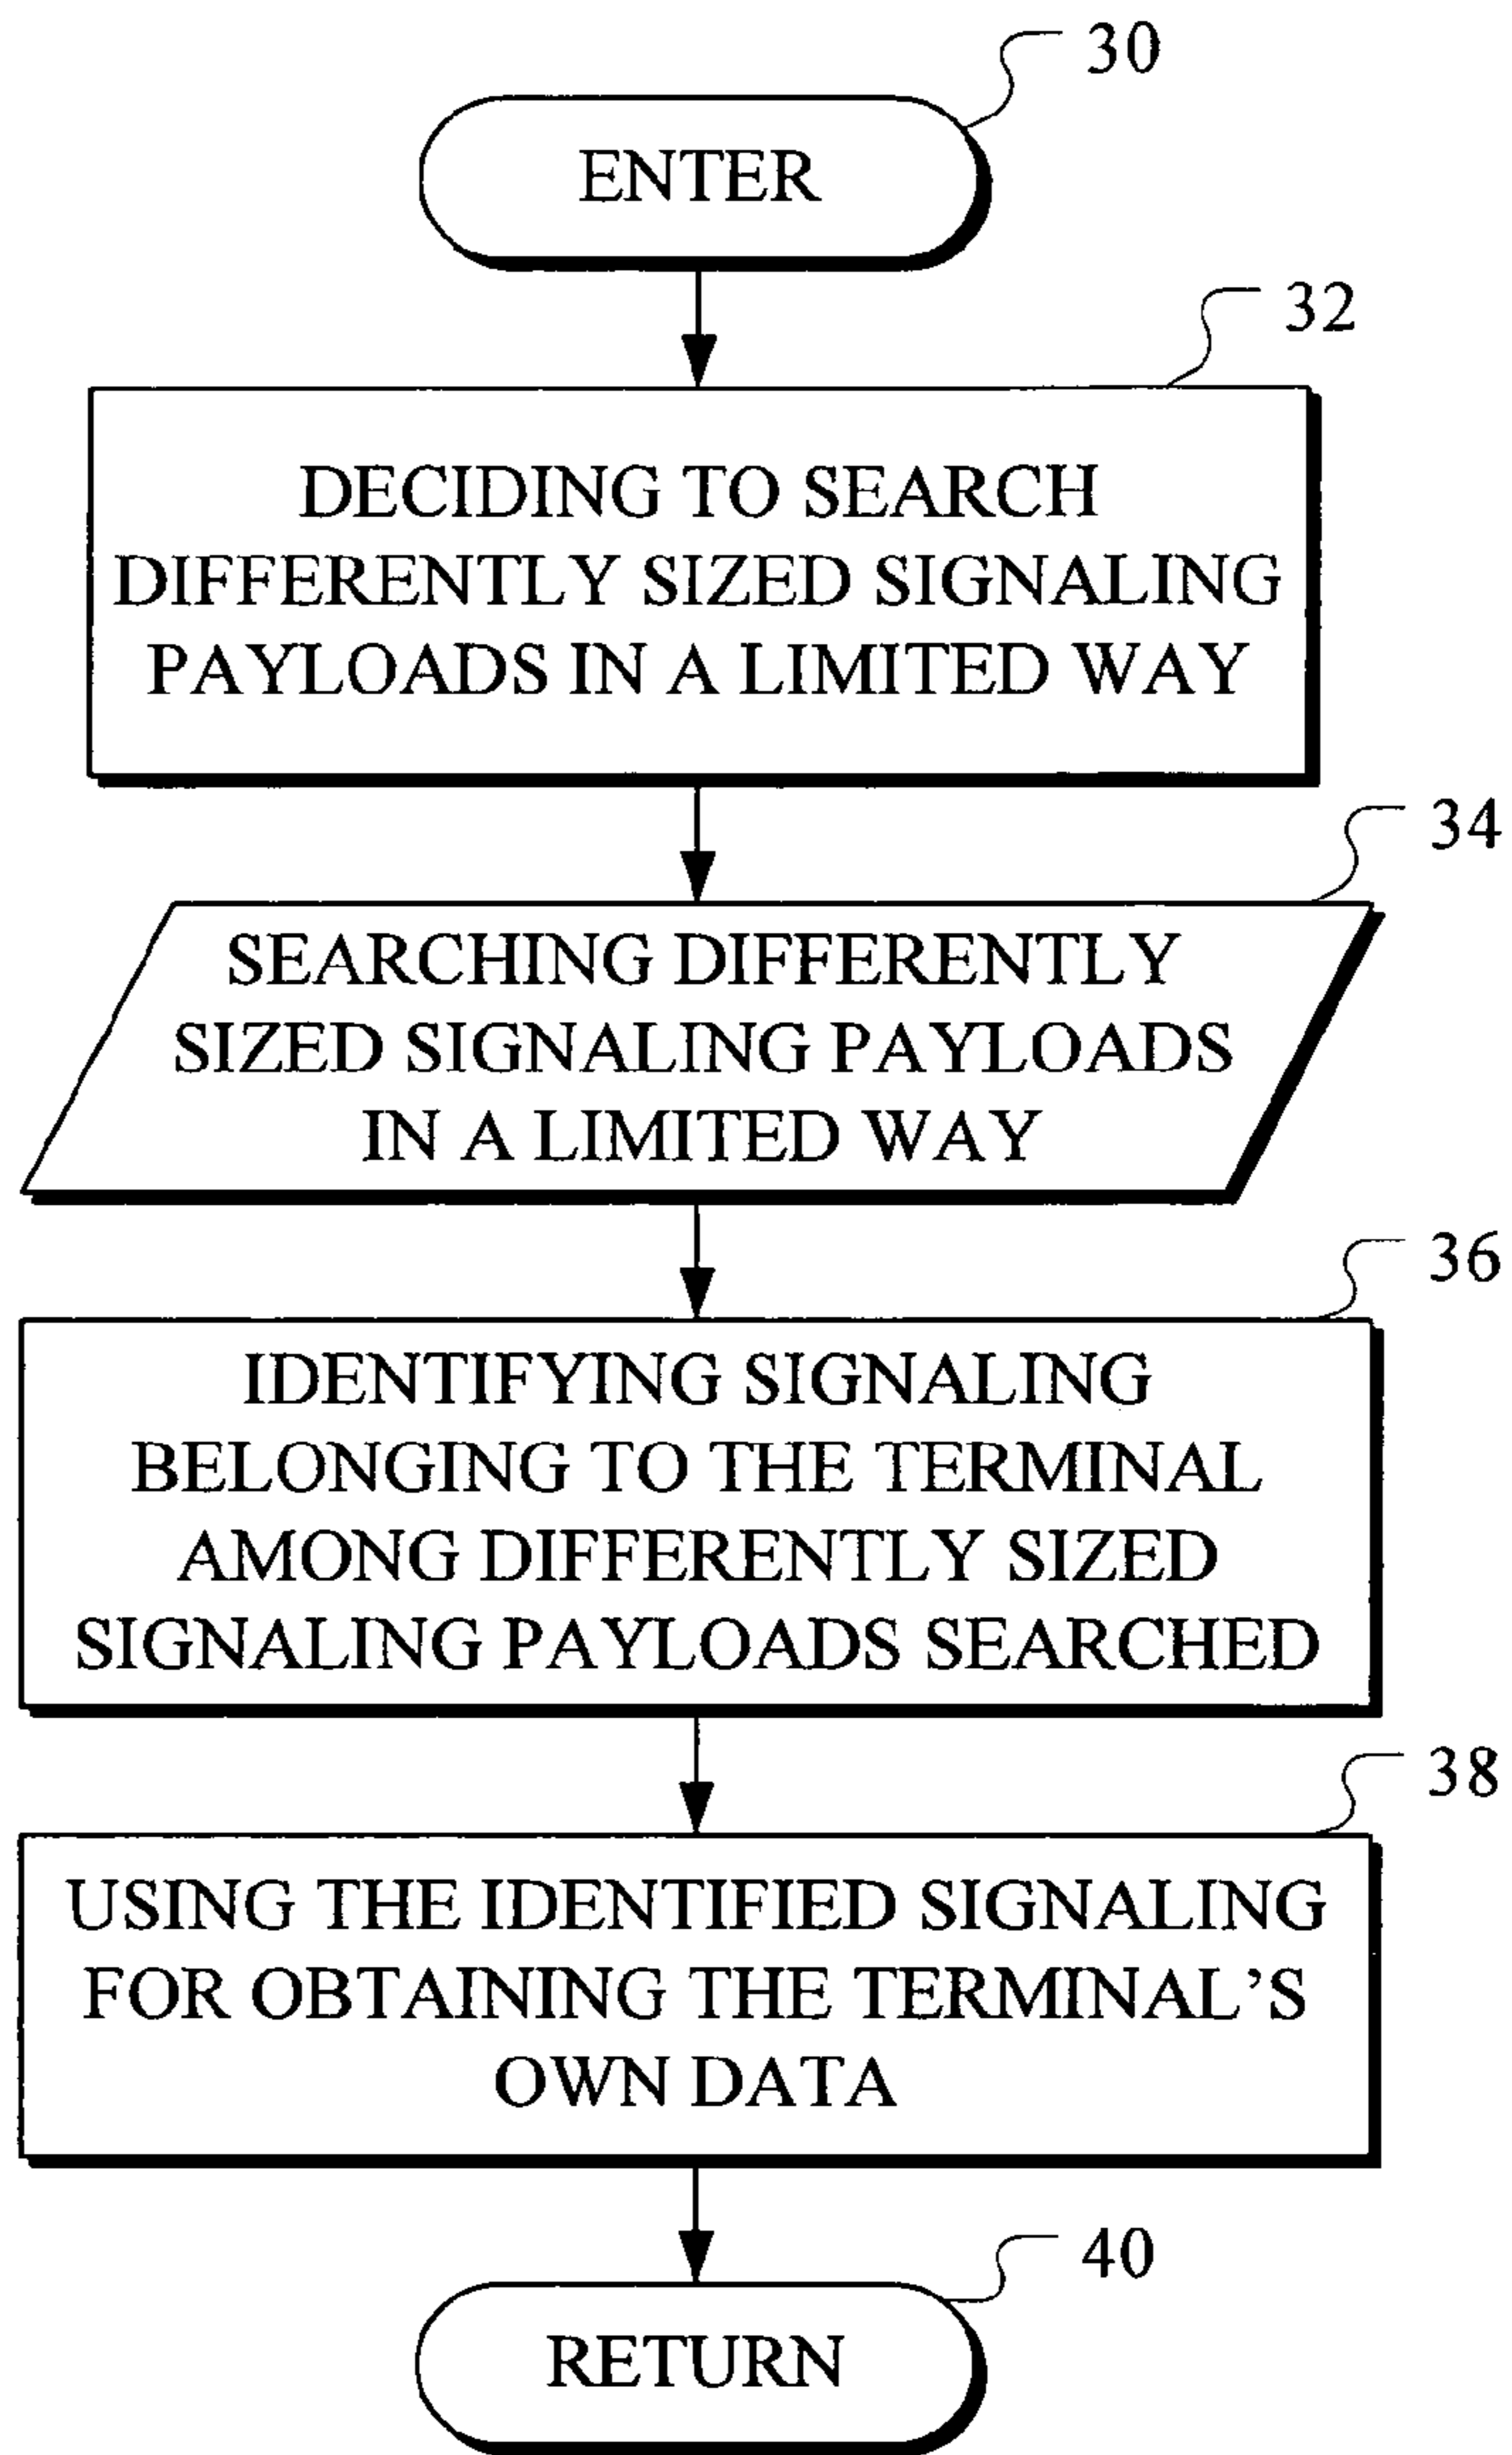 30
ENTER
32
DECIDING TO SEARCH
DIFFERENTLY SIZED SIGNALING
PAYLOADS IN A LIMITED WAY
34
SEARCHING DIFFERENTLY
SIZED SIGNALING PAYLOADS
IN A LIMITED WAY
36
IDENTIFYING SIGNALING
BELONGING TO THE TERMINAL
AMONG DIFFERENTLY SIZED
SIGNALING PAYLOADS SEARCHED
38
USING THE IDENTIFIED SIGNALING
FOR OBTAINING THE TERMINAL’S
OWN DATA
40
RETURN